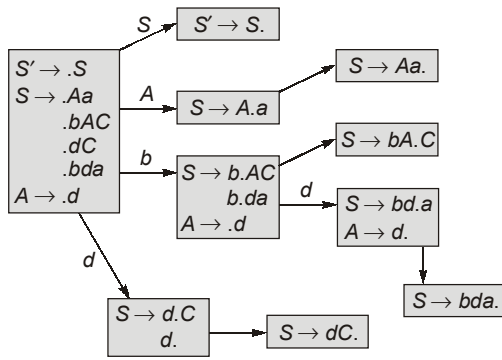 S
S′ → S.
S′ → .S
S → .Aa
.bAC
.dC
.bda
A → .d
A
S → A.a
S → Aa.
b
S → b.AC
b.da
A → .d
S → bA.C
d
S → bd.a
A → d.
S → bda.
d
S → d.C
d.
S → dC.